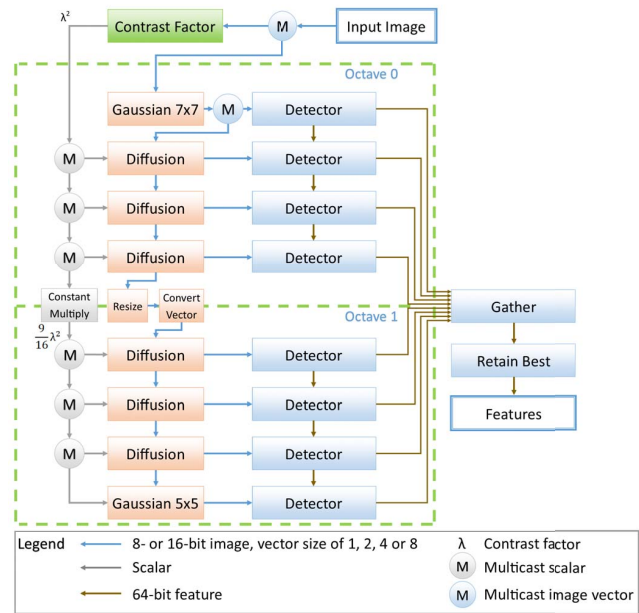 λ²
Contrast Factor
M
Input Image
Octave 0
Gaussian 7x7
M
Detector
M
Diffusion
Detector
M
Diffusion
Detector
M
Diffusion
Detector
Constant
Multiply
Resize
Convert
Vector
Gather
Octave 1
9/16 λ²
M
Diffusion
Detector
Retain Best
M
Diffusion
Detector
Features
M
Diffusion
Detector
Gaussian 5x5
Detector
Legend
8- or 16-bit image, vector size of 1, 2, 4 or 8
λ Contrast factor
Scalar
M Multicast scalar
64-bit feature
M Multicast image vector